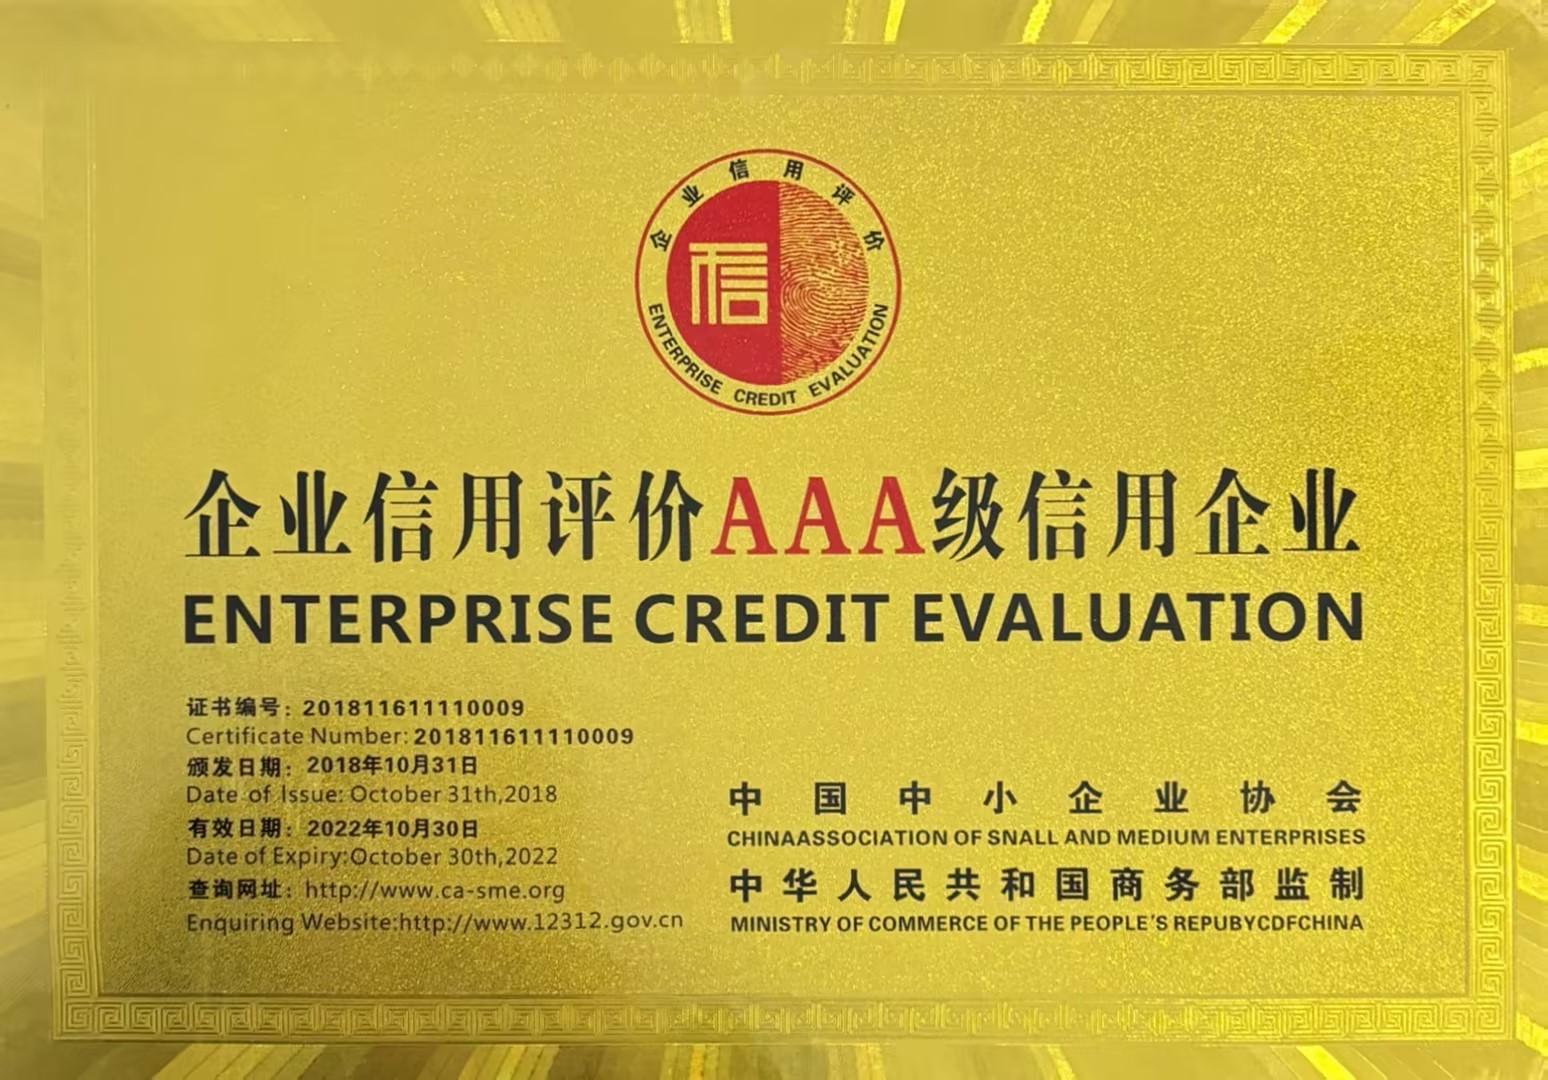 企业信用评价
信
ENTERPRISE CREDIT EVALUATION
企业信用评价AAA级信用企业
ENTERPRISE CREDIT EVALUATION
证书编号：201811611110009
Certificate Number: 201811611110009
颁发日期：2018年10月31日
Date of Issue: October 31th,2018
有效日期：2022年10月30日
Date of Expiry:October 30th,2022
查询网址：http://www.ca-sme.org
Enquiring Website:http://www.12312.gov.cn
中国中小企业协会
CHINAASSOCIATION OF SNALL AND MEDIUM ENTERPRISES
中华人民共和国商务部监制
MINISTRY OF COMMERCE OF THE PEOPLE'S REPUBYCDFCHINA